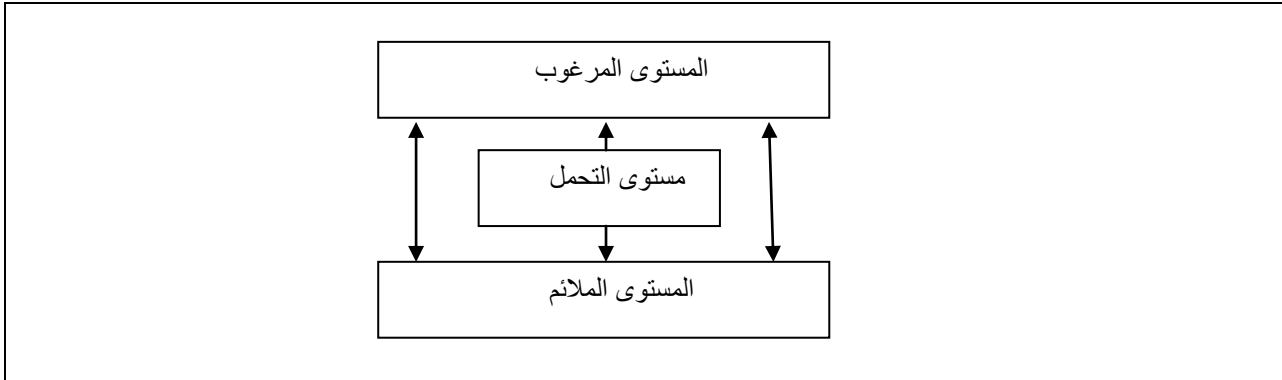 المستوى المرغوب
مستوى التحمل
المستوى الملائم